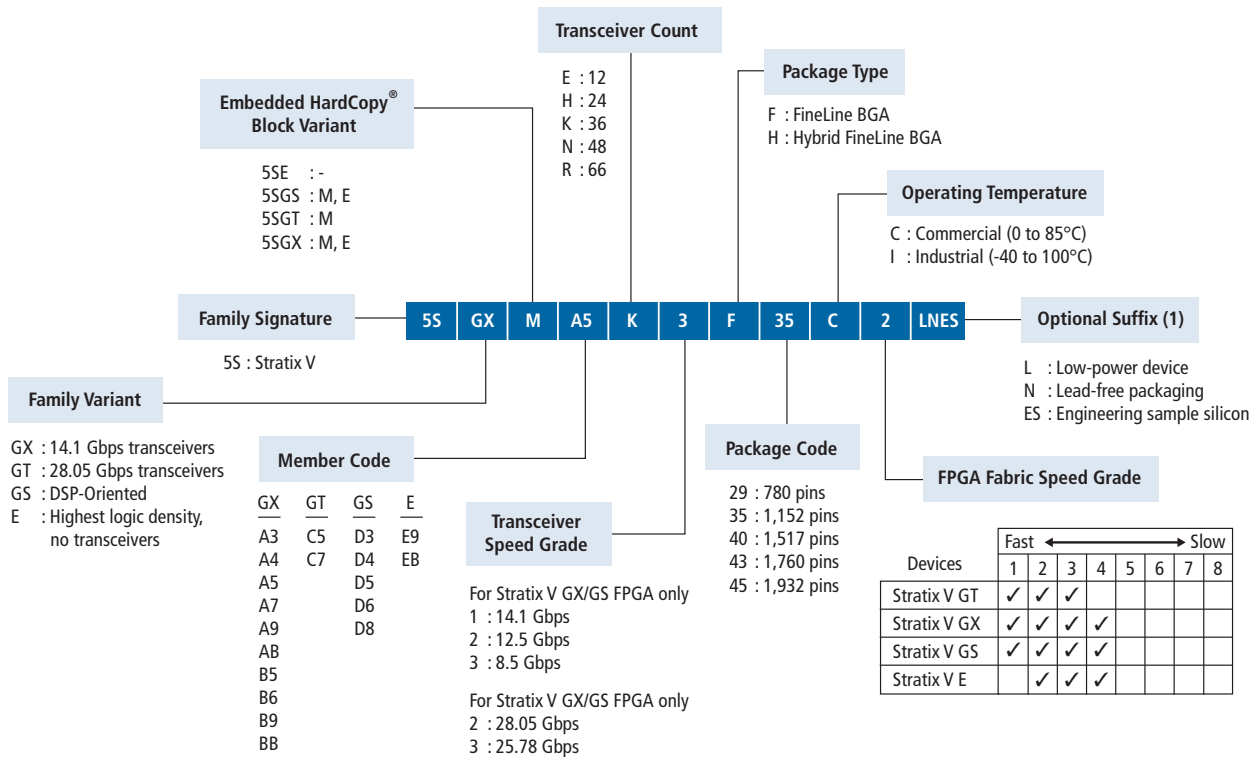 Transceiver Count
E : 12
H : 24
K : 36
N : 48
R : 66
Package Type
F : FineLine BGA
H : Hybrid FineLine BGA
Embedded HardCopy®
Block Variant
5SE : -
5SGS : M, E
5SGT : M
5SGX : M, E
Operating Temperature
C : Commercial (0 to 85°C)
I : Industrial (-40 to 100°C)
Family Signature
5S : Stratix V
5S GX M A5 K 3 F 35 C 2 LNES
Optional Suffix (1)
L : Low-power device
N : Lead-free packaging
ES : Engineering sample silicon
Family Variant
GX : 14.1 Gbps transceivers
GT : 28.05 Gbps transceivers
GS : DSP-Oriented
E : Highest logic density,
no transceivers
Member Code
GX GT GS E
A3 C5 D3 E9
A4 C7 D4 EB
A5 D5
A7 D6
A9 D8
AB
B5
B6
B9
BB
Transceiver
Speed Grade
For Stratix V GX/GS FPGA only
1 : 14.1 Gbps
2 : 12.5 Gbps
3 : 8.5 Gbps
For Stratix V GX/GS FPGA only
2 : 28.05 Gbps
3 : 25.78 Gbps
Package Code
29 : 780 pins
35 : 1,152 pins
40 : 1,517 pins
43 : 1,760 pins
45 : 1,932 pins
FPGA Fabric Speed Grade
Fast Slow
Devices 1 2 3 4 5 6 7 8
Stratix V GT ✓ ✓ ✓
Stratix V GX ✓ ✓ ✓ ✓
Stratix V GS ✓ ✓ ✓ ✓
Stratix V E ✓ ✓ ✓